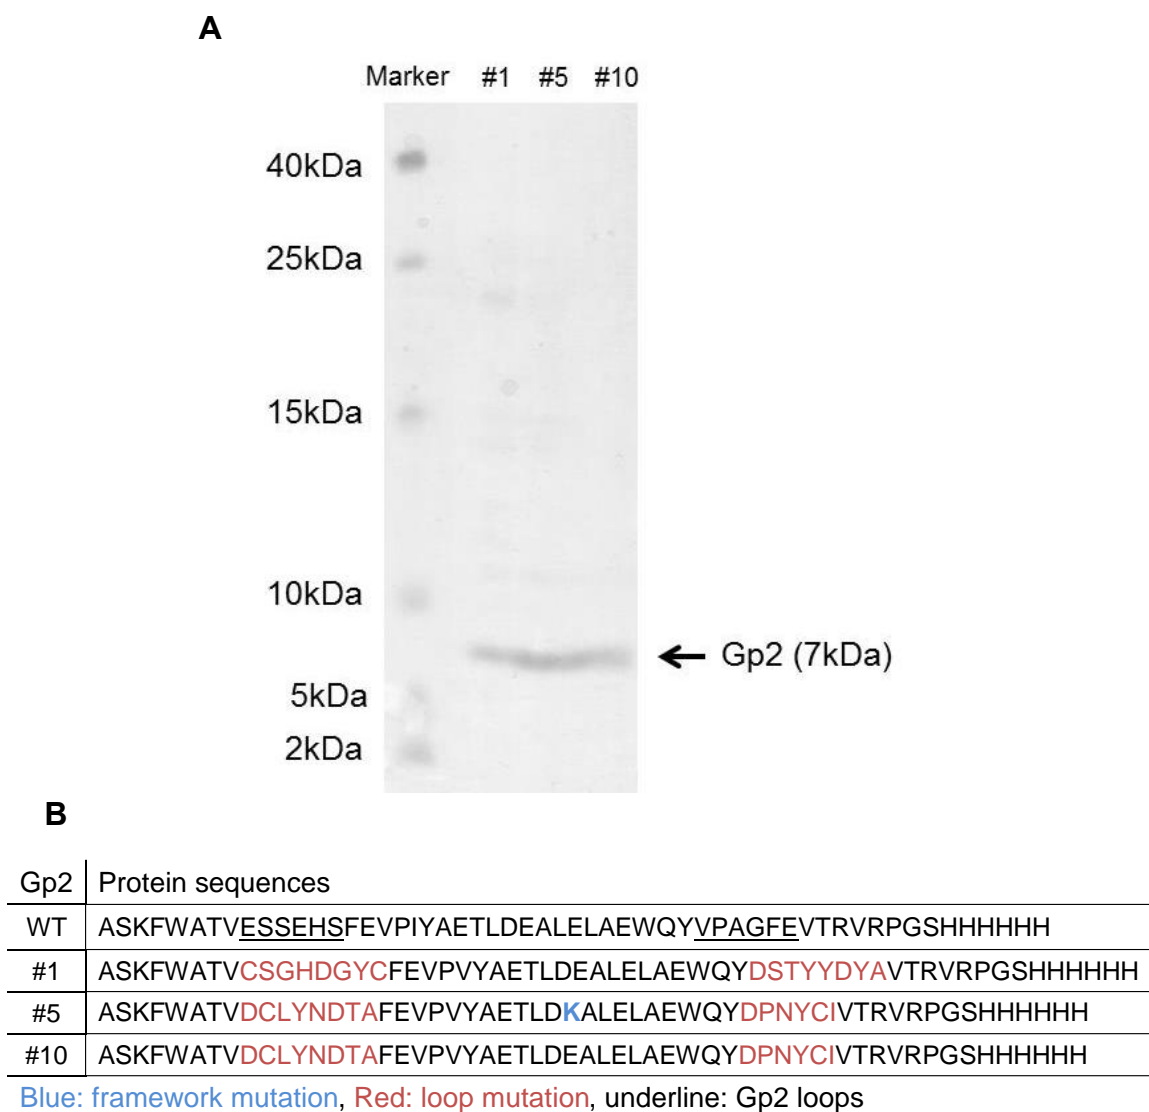 A
Marker #1 #5 #10
40kDa
25kDa
15kDa
10kDa
← Gp2 (7kDa)
5kDa
2kDa
B
Gp2 Protein sequences
WT ASKFWATVESSEHSFEVPIYAETLDEALELAEWQYVPAGFEVTRVRPGSHHHHHH
#1 ASKFWATVCSGHDGYCFEVPVYAETLDEALELAEWQYDSTYYDYAVTRVRPGSHHHHHH
#5 ASKFWATVDCLYNDTAFEVPVYAETLDKALELAEWQYDPNYCIVTRVRPGSHHHHHH
#10 ASKFWATVDCLYNDTAFEVPVYAETLDEALELAEWQYDPNYCIVTRVRPGSHHHHHH
Blue: framework mutation, Red: loop mutation, underline: Gp2 loops